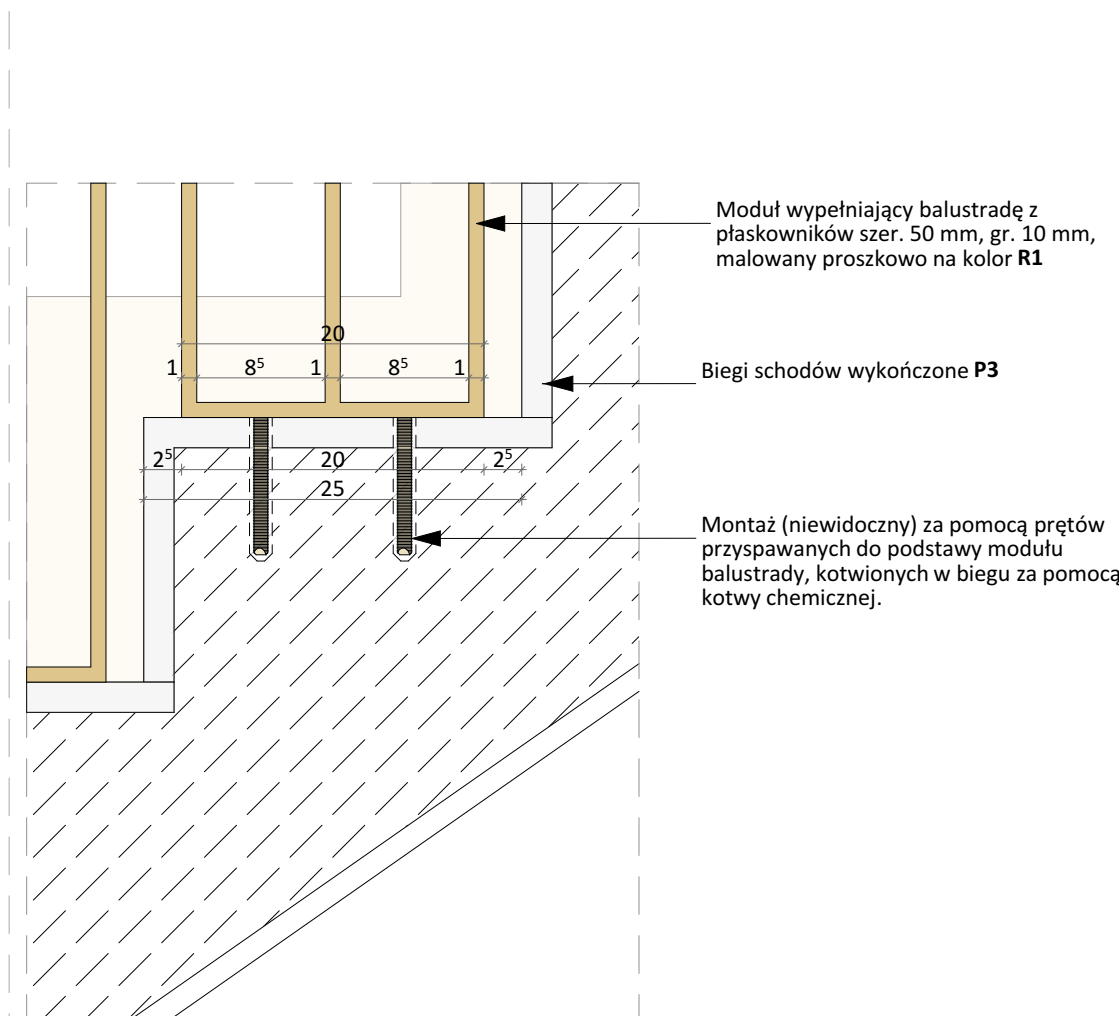 Moduł wypełniający balustradę z
płaskowników szer. 50 mm, gr. 10 mm,
malowany proszkowo na kolor R1
20
1 8⁵ 1 8⁵ 1
Biegi schodów wykończone P3
2⁵ 20 2⁵
25
Montaż (niewidoczny) za pomocą prętów
przyspawanych do podstawy modułu
balustrady, kotwionych w biegu za pomocą
kotwy chemicznej.